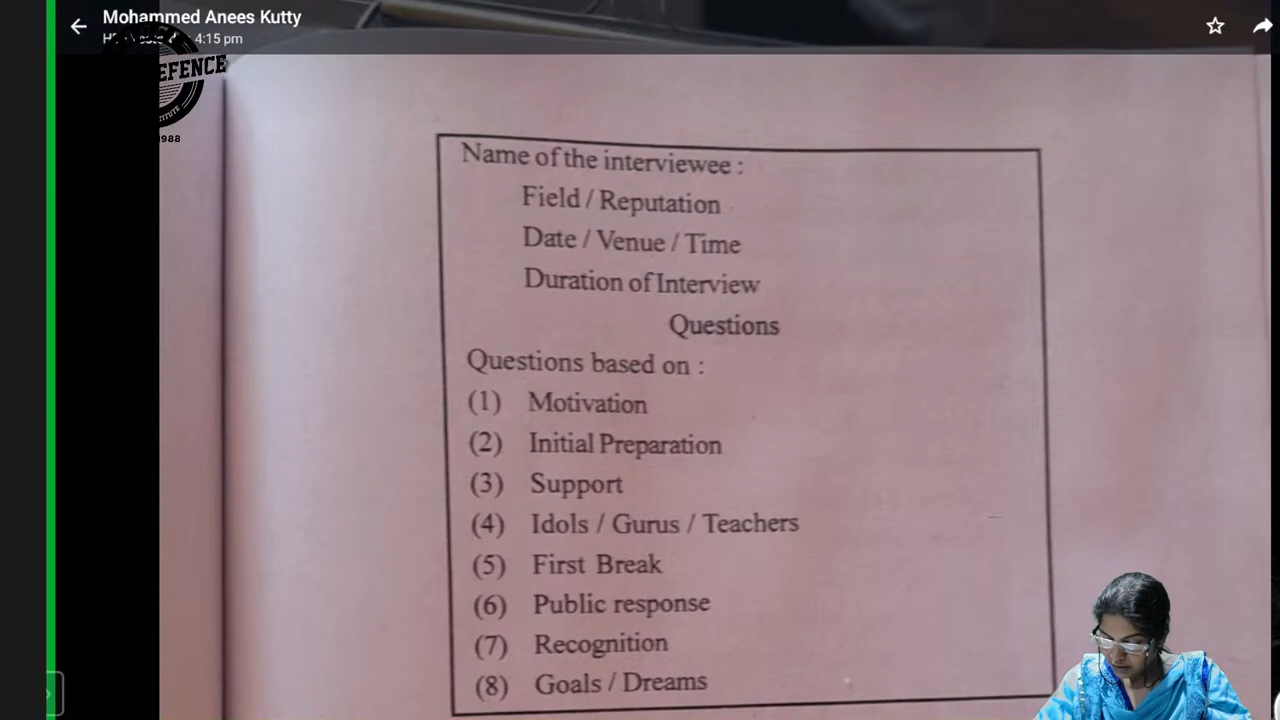 Mohammed Anees Kutty
4:15 pm
EFENCE
1988
Name of the interviewee :
Field / Reputation
Date / Venue / Time
Duration of Interview
Questions
Questions based on :
(1) Motivation
(2) Initial Preparation
(3) Support
(4) Idols / Gurus / Teachers
(5) First Break
(6) Public response
(7) Recognition
(8) Goals / Dreams